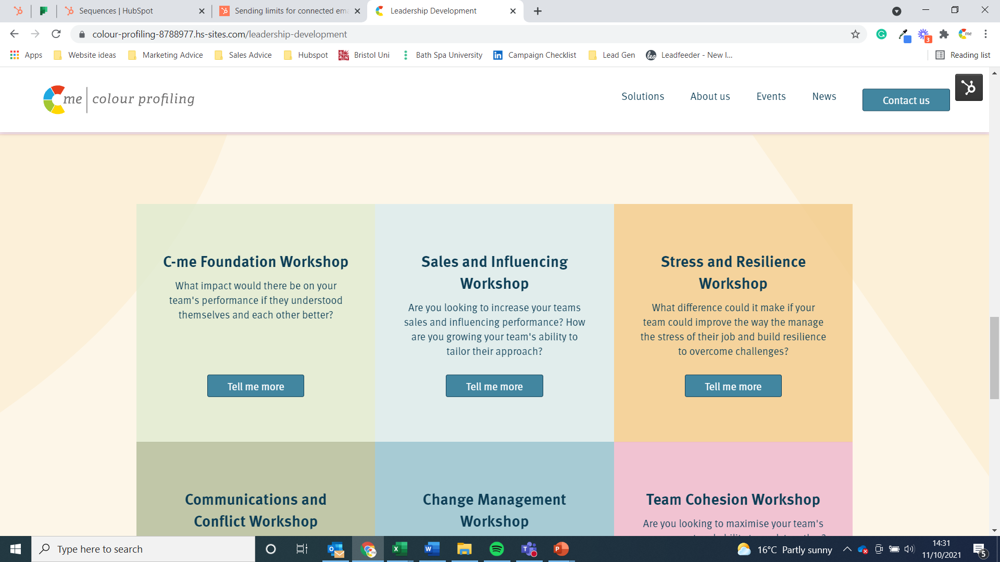 Sequences | HubSpot
Sending limits for connected ema
Leadership Development
colour-profiling-8788977.hs-sites.com/leadership-development
Apps
Website ideas
Marketing Advice
Sales Advice
Hubspot
Bristol Uni
Bath Spa University
Campaign Checklist
Lead Gen
Leadfeeder - New I...
Reading list
me | colour profiling
Solutions
About us
Events
News
Contact us
C-me Foundation Workshop
What impact would there be on your
team's performance if they understood
themselves and each other better?
Tell me more
Sales and Influencing
Workshop
Are you looking to increase your teams
sales and influencing performance? How
are you growing your team's ability to
tailor their approach?
Tell me more
Stress and Resilience
Workshop
What difference could it make if your
team could improve the way the manage
the stress of their job and build resilience
to overcome challenges?
Tell me more
Communications and
Conflict Workshop
Change Management
Workshop
Team Cohesion Workshop
Are you looking to maximise your team's
Type here to search
16°C Partly sunny
14:31
11/10/2021
5